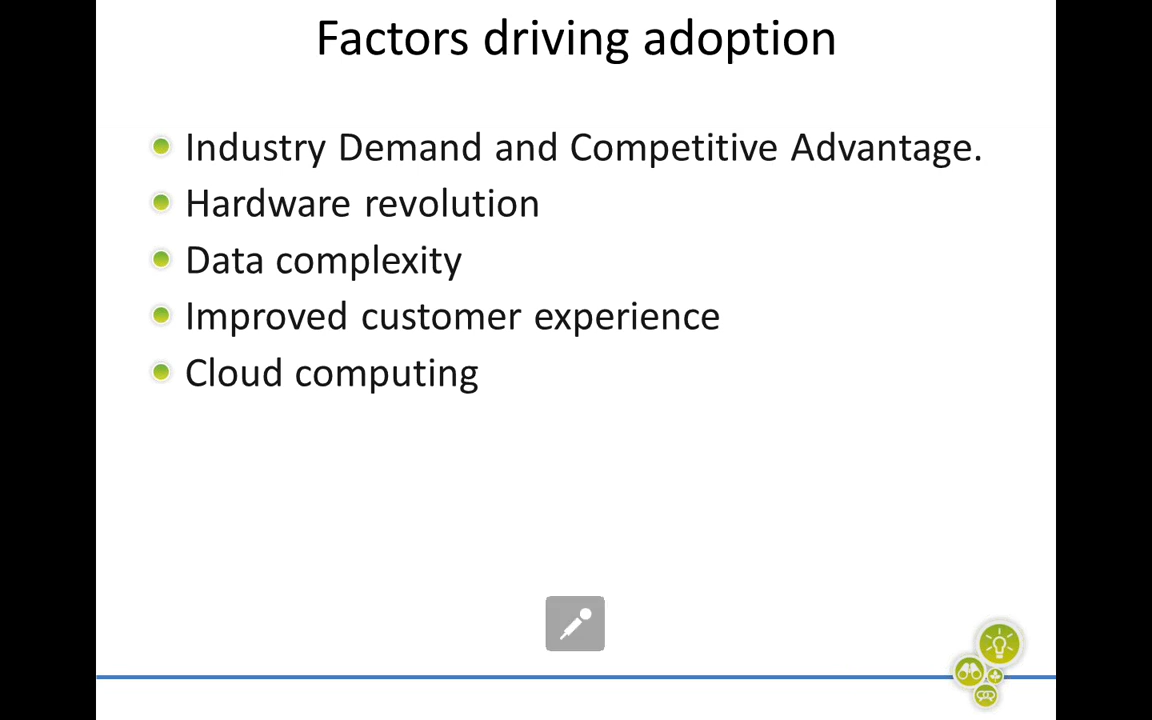 Factors driving adoption
Industry Demand and Competitive Advantage.
Hardware revolution
Data complexity
Improved customer experience
Cloud computing